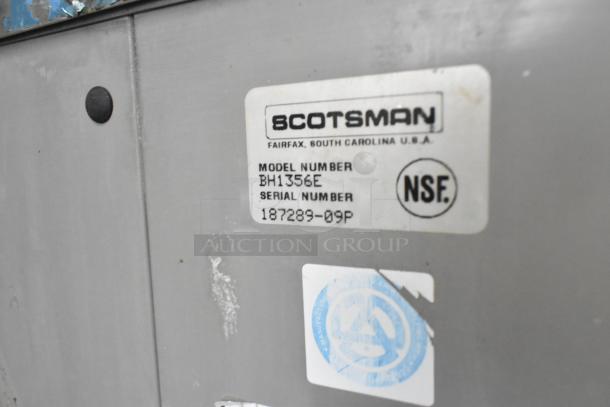 SCOTSMAN
FAIRFAX, SOUTH CAROLINA U.S.A.
MODEL NUMBER
BH1356E
SERIAL NUMBER
187289-09P
NSF.
AUCTION GROUP